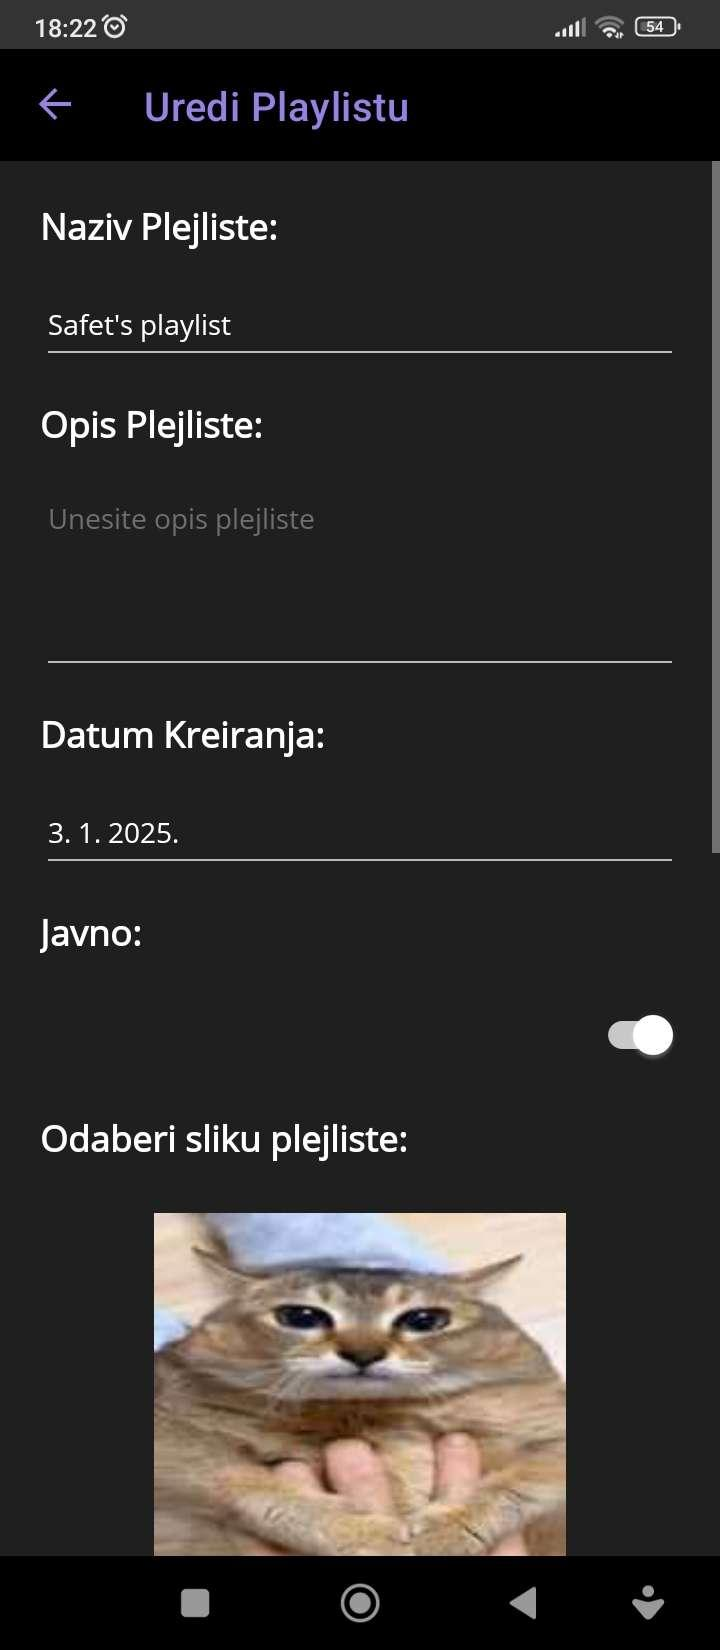 18:22
54
Uredi Playlistu
Naziv Plejliste:
Safet's playlist
Opis Plejliste:
Unesite opis plejliste
Datum Kreiranja:
3. 1. 2025.
Javno:
Odaberi sliku plejliste: